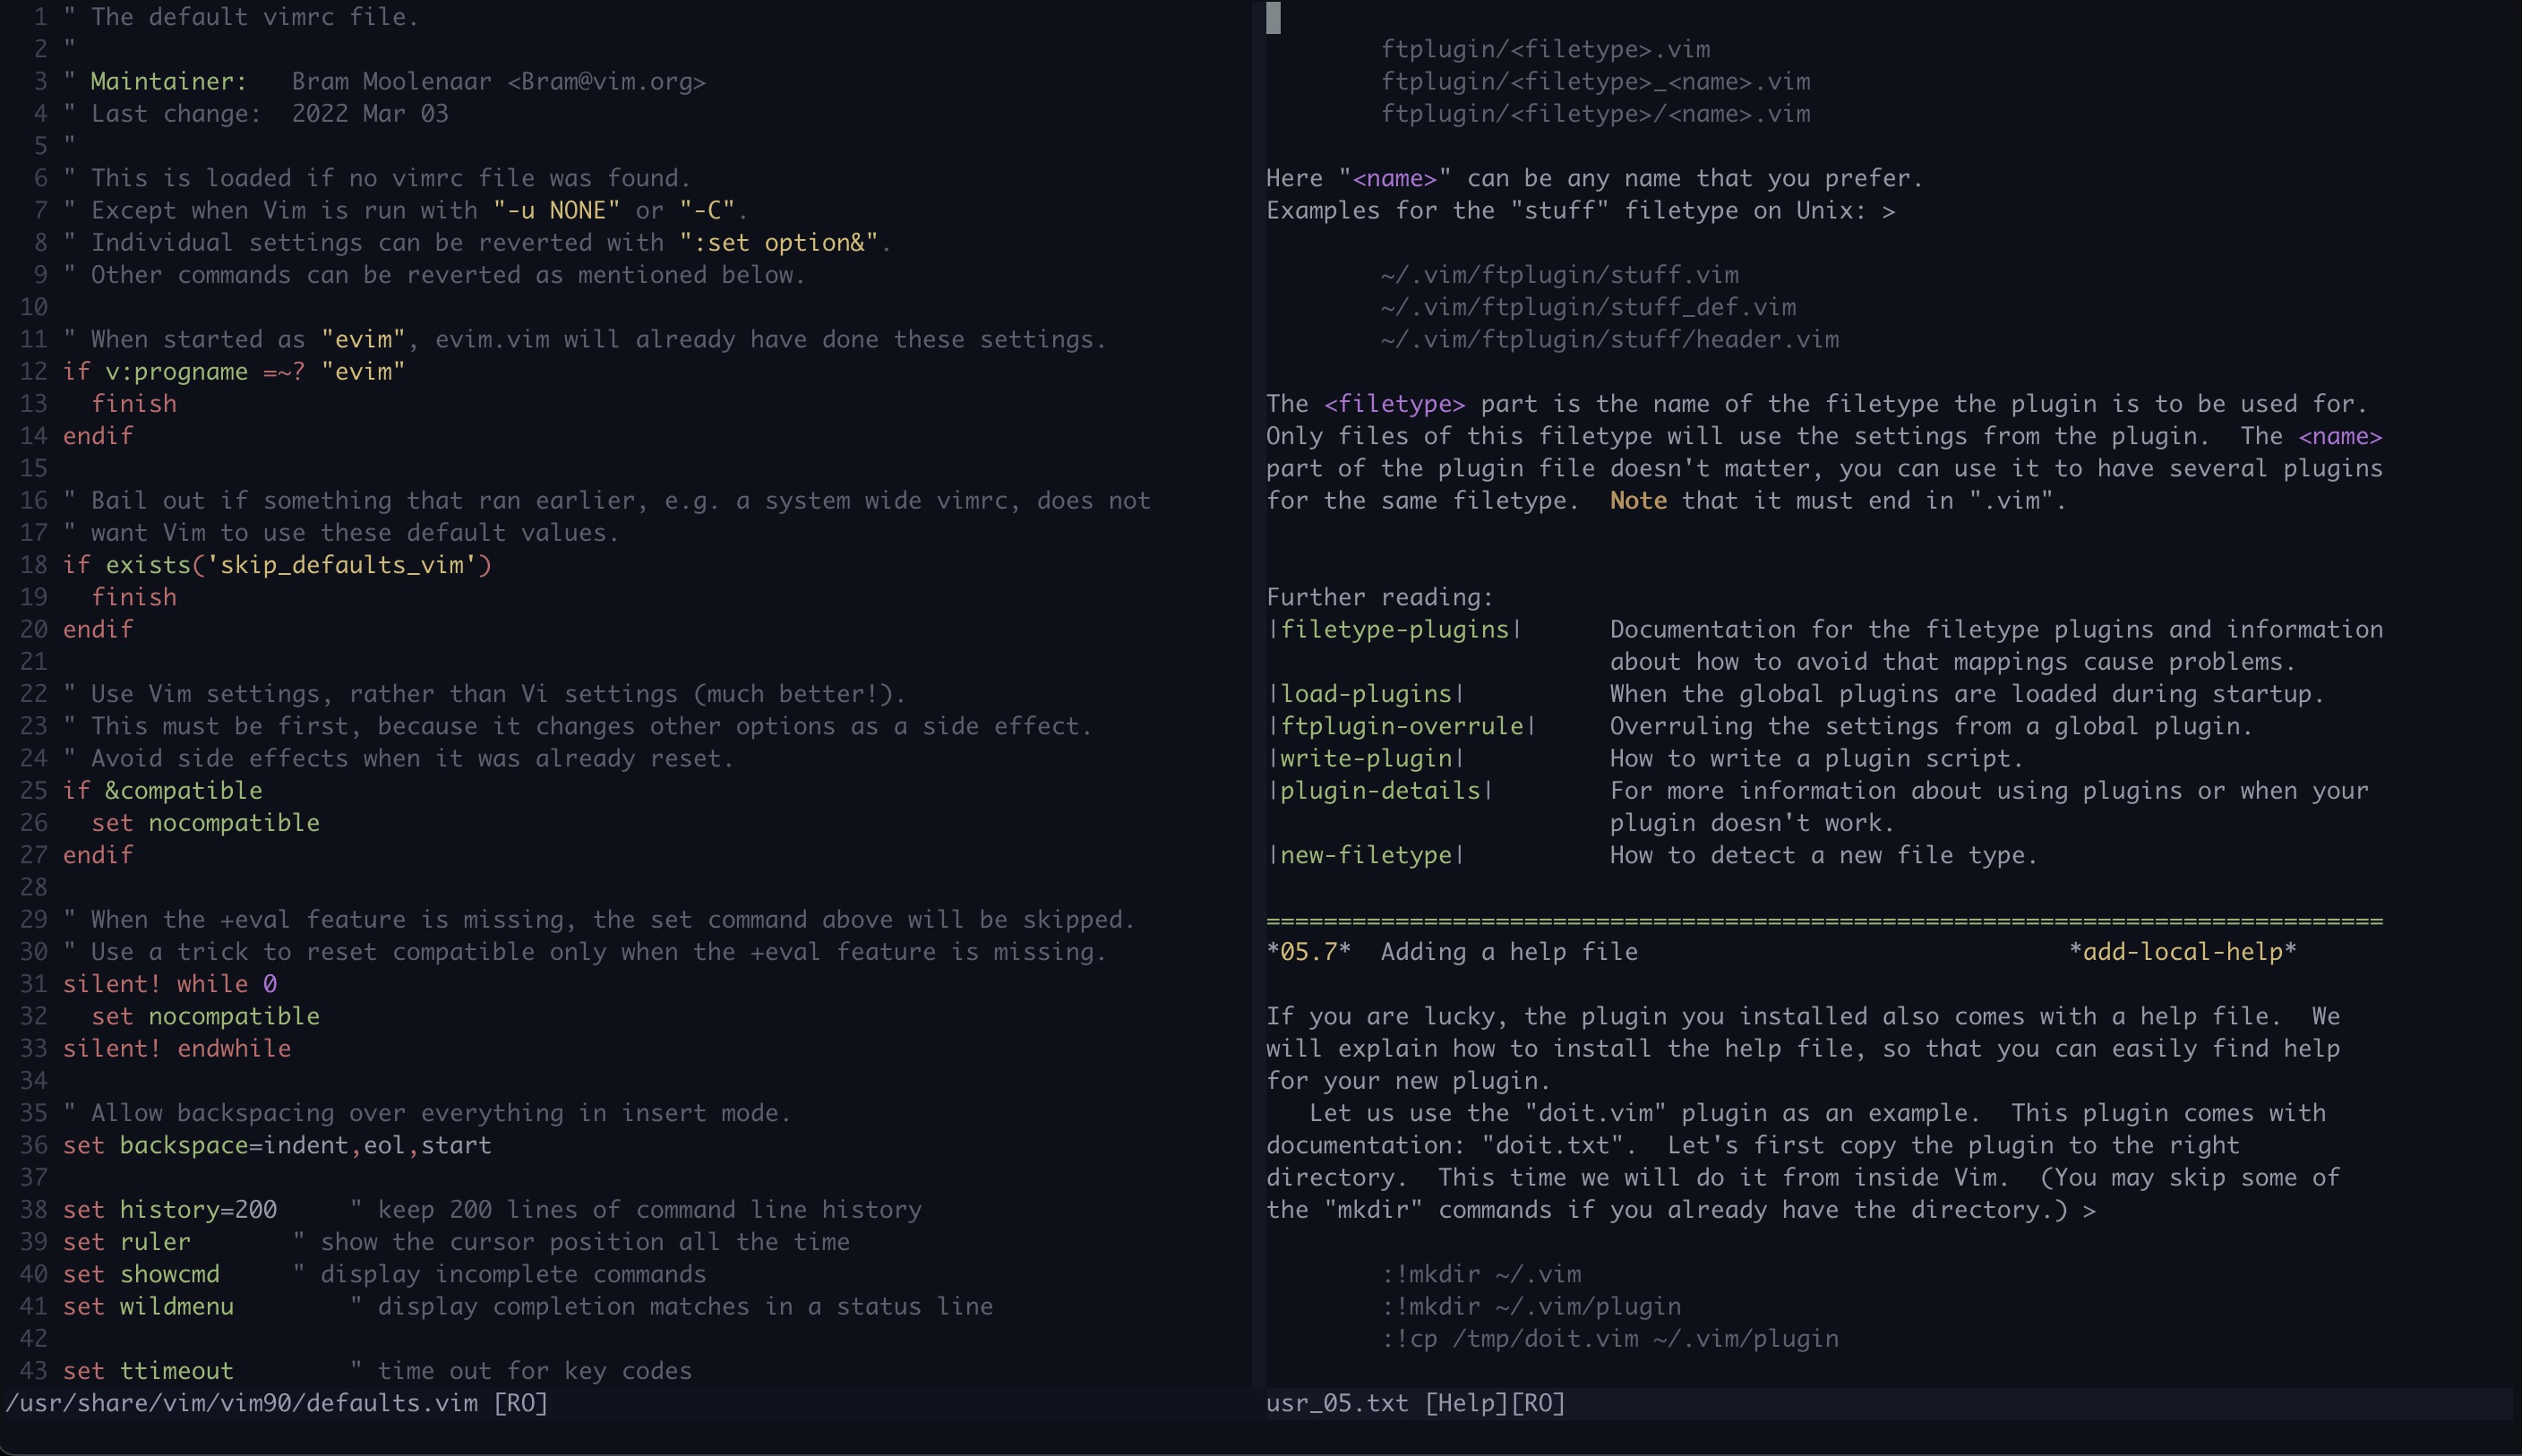 1 " The default vimrc file.
2 "
3 " Maintainer:   Bram Moolenaar <Bram@vim.org>
4 " Last change:  2022 Mar 03
5 "
6 " This is loaded if no vimrc file was found.
7 " Except when Vim is run with "-u NONE" or "-C".
8 " Individual settings can be reverted with ":set option&".
9 " Other commands can be reverted as mentioned below.
10
11 " When started as "evim", evim.vim will already have done these settings.
12 if v:progname =~? "evim"
13   finish
14 endif
15
16 " Bail out if something that ran earlier, e.g. a system wide vimrc, does not
17 " want Vim to use these default values.
18 if exists('skip_defaults_vim')
19   finish
20 endif
21
22 " Use Vim settings, rather than Vi settings (much better!).
23 " This must be first, because it changes other options as a side effect.
24 " Avoid side effects when it was already reset.
25 if &compatible
26   set nocompatible
27 endif
28
29 " When the +eval feature is missing, the set command above will be skipped.
30 " Use a trick to reset compatible only when the +eval feature is missing.
31 silent! while 0
32   set nocompatible
33 silent! endwhile
34
35 " Allow backspacing over everything in insert mode.
36 set backspace=indent,eol,start
37
38 set history=200     " keep 200 lines of command line history
39 set ruler       " show the cursor position all the time
40 set showcmd     " display incomplete commands
41 set wildmenu        " display completion matches in a status line
42
43 set ttimeout        " time out for key codes
/usr/share/vim/vim90/defaults.vim [RO]
ftplugin/<filetype>.vim
ftplugin/<filetype>_<name>.vim
ftplugin/<filetype>/<name>.vim
Here "<name>" can be any name that you prefer.
Examples for the "stuff" filetype on Unix: >
~/.vim/ftplugin/stuff.vim
~/.vim/ftplugin/stuff_def.vim
~/.vim/ftplugin/stuff/header.vim
The <filetype> part is the name of the filetype the plugin is to be used for.
Only files of this filetype will use the settings from the plugin.  The <name>
part of the plugin file doesn't matter, you can use it to have several plugins
for the same filetype.  Note that it must end in ".vim".
Further reading:
|filetype-plugins|      Documentation for the filetype plugins and information
about how to avoid that mappings cause problems.
|load-plugins|          When the global plugins are loaded during startup.
|ftplugin-overrule|     Overruling the settings from a global plugin.
|write-plugin|          How to write a plugin script.
|plugin-details|        For more information about using plugins or when your
plugin doesn't work.
|new-filetype|          How to detect a new file type.
==============================================================================
*05.7*  Adding a help file                              *add-local-help*
If you are lucky, the plugin you installed also comes with a help file.  We
will explain how to install the help file, so that you can easily find help
for your new plugin.
Let us use the "doit.vim" plugin as an example.  This plugin comes with
documentation: "doit.txt".  Let's first copy the plugin to the right
directory.  This time we will do it from inside Vim.  (You may skip some of
the "mkdir" commands if you already have the directory.) >
:!mkdir ~/.vim
:!mkdir ~/.vim/plugin
:!cp /tmp/doit.vim ~/.vim/plugin
usr_05.txt [Help][RO]